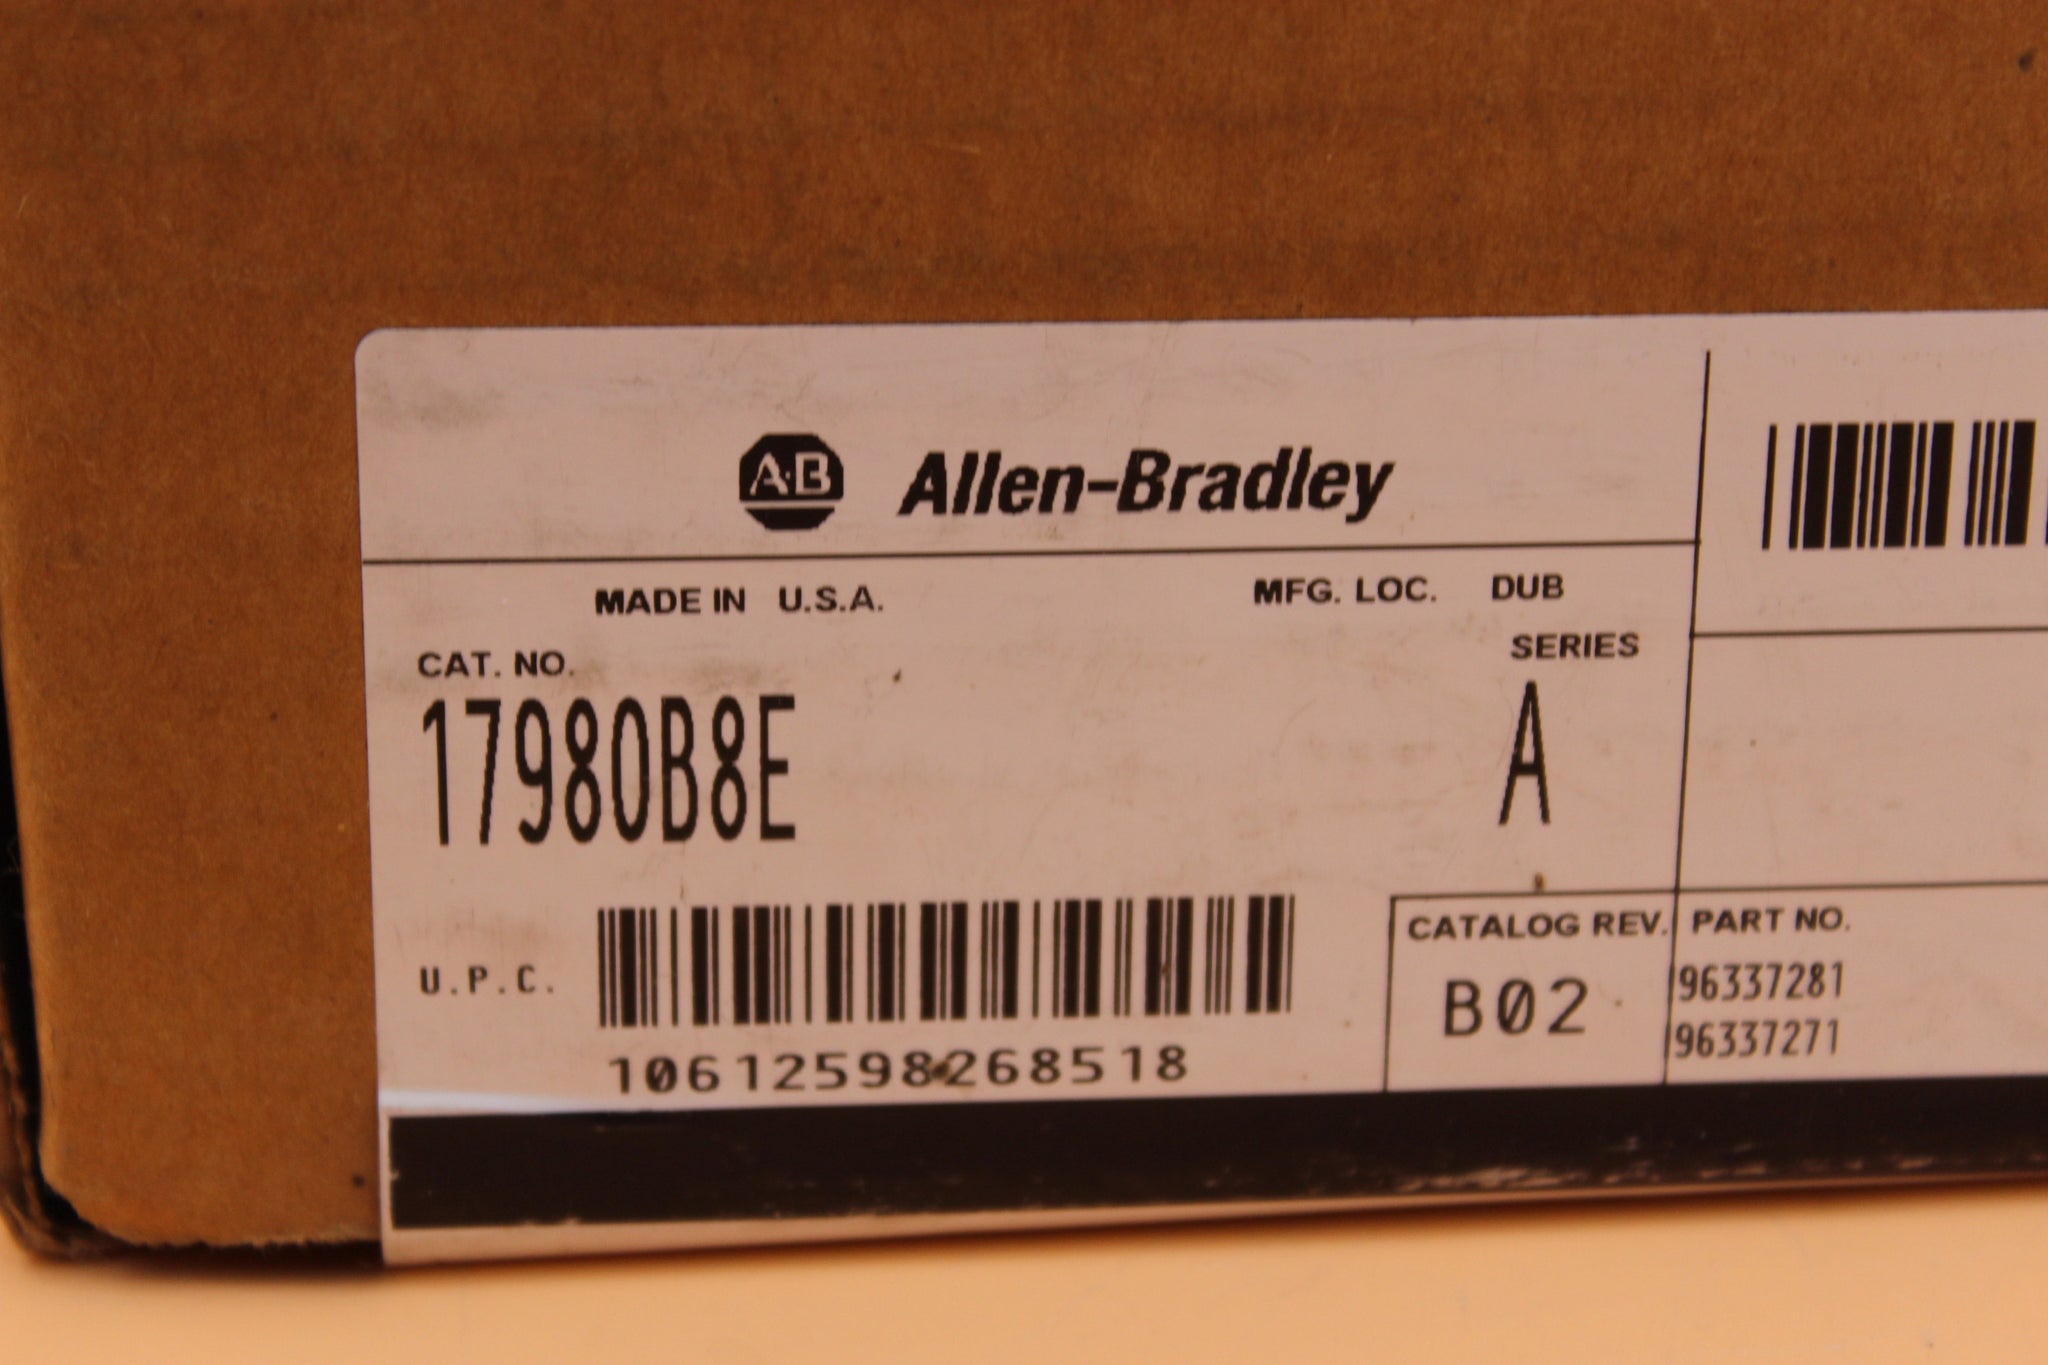 A·B Allen-Bradley
MADE IN U.S.A. MFG. LOC. DUB
SERIES
CAT. NO.
17980B8E A
U.P.C.
10612598268518
CATALOG REV.
B02
PART NO.
96337281
96337271